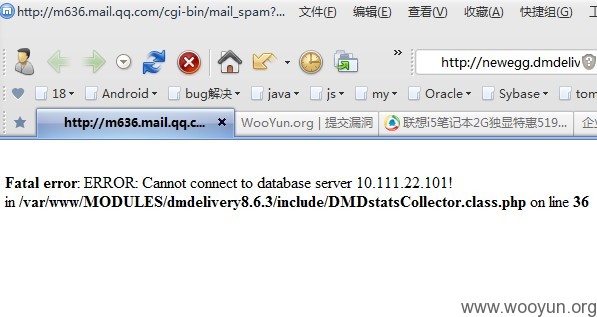 http://m636.mail.qq.com/cgi-bin/mail_spam?... 文件(F) 编辑(E) 查看(V) 收藏(A) 快捷组(G)
http://newegg.dmdeliv
18 Android bug解决 java js my Oracle Sybase tom
http://m636.mail.qq.c... WooYun.org | 提交漏洞 联想i5笔记本2G独显特惠519...
Fatal error: ERROR: Cannot connect to database server 10.111.22.101!
in /var/www/MODULES/dmdelivery8.6.3/include/DMDstatsCollector.class.php on line 36
www.wooyun.org